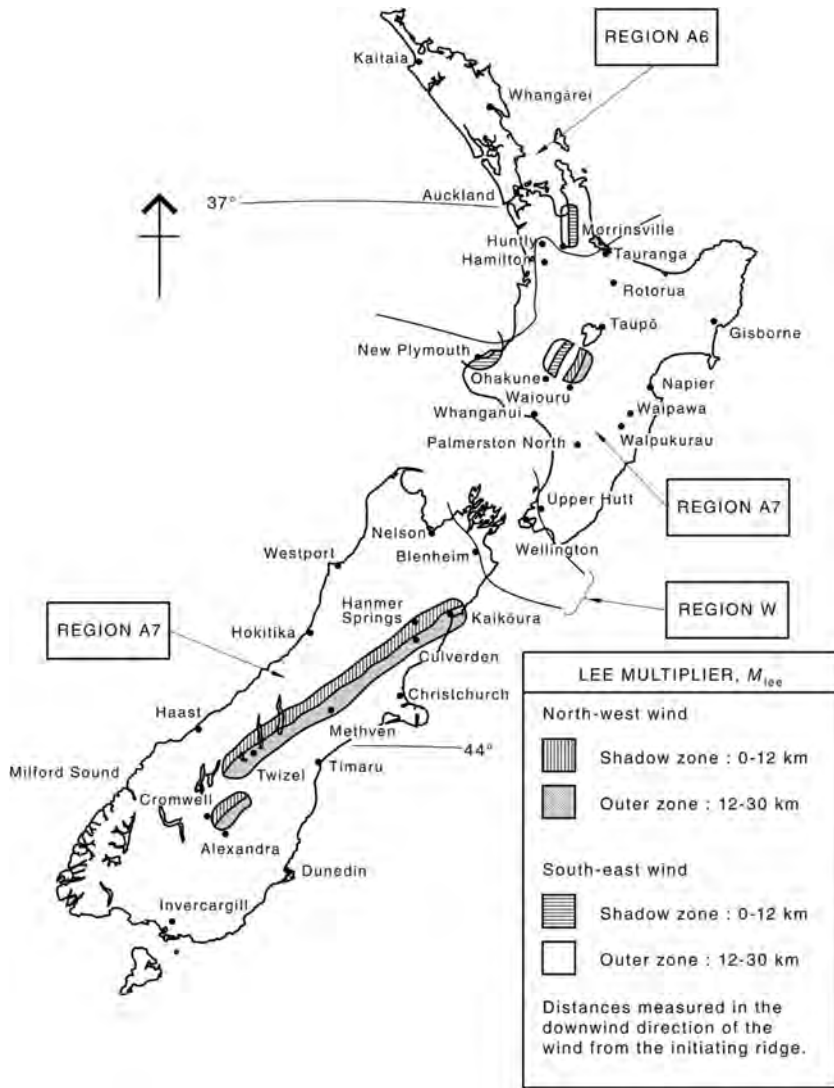 REGION A6
Kaitaia
Whangārei
Auckland
37°
Morrinsville
Huntly
Hamilton
Tauranga
Rotorua
Taupō
Gisborne
New Plymouth
Ohakune
Waiouru
Napier
Whanganui
Waipawa
Walpukurau
Palmerston North
REGION A7
Upper Hutt
Nelson
Blenheim
Wellington
Westport
REGION W
Hanmer
Springs
Kaikōura
REGION A7
Hokitika
Culverden
Christchurch
Haast
Methven
44°
Milford Sound
Twizel
Timaru
Cromwell
Alexandra
Dunedin
Invercargill
LEE MULTIPLIER, Mlee
North-west wind
Shadow zone : 0-12 km
Outer zone : 12-30 km
South-east wind
Shadow zone : 0-12 km
Outer zone : 12-30 km
Distances measured in the
downwind direction of the
wind from the initiating ridge.